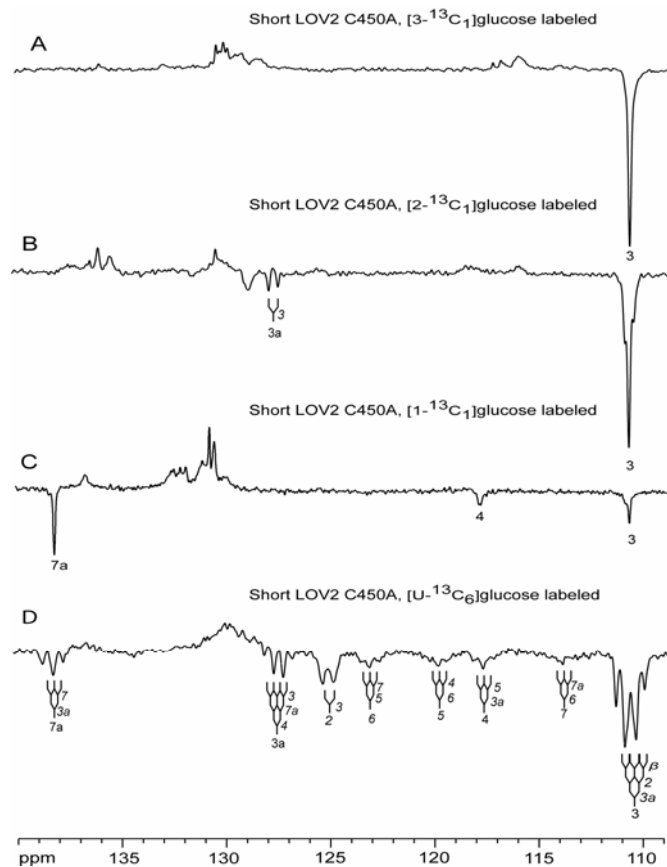 Short LOV2 C450A, [3-¹³C₁]glucose labeled
A
3
Short LOV2 C450A, [2-¹³C₁]glucose labeled
B
3
3a
3
Short LOV2 C450A, [1-¹³C₁]glucose labeled
C
7a
4
3
Short LOV2 C450A, [U-¹³C₆]glucose labeled
D
7
3a
7a
3
7a
4
3a
3
2
7
5
6
4
6
5
5
3a
4
7a
6
7
β
2
3a
3
ppm 135 130 125 120 115 110